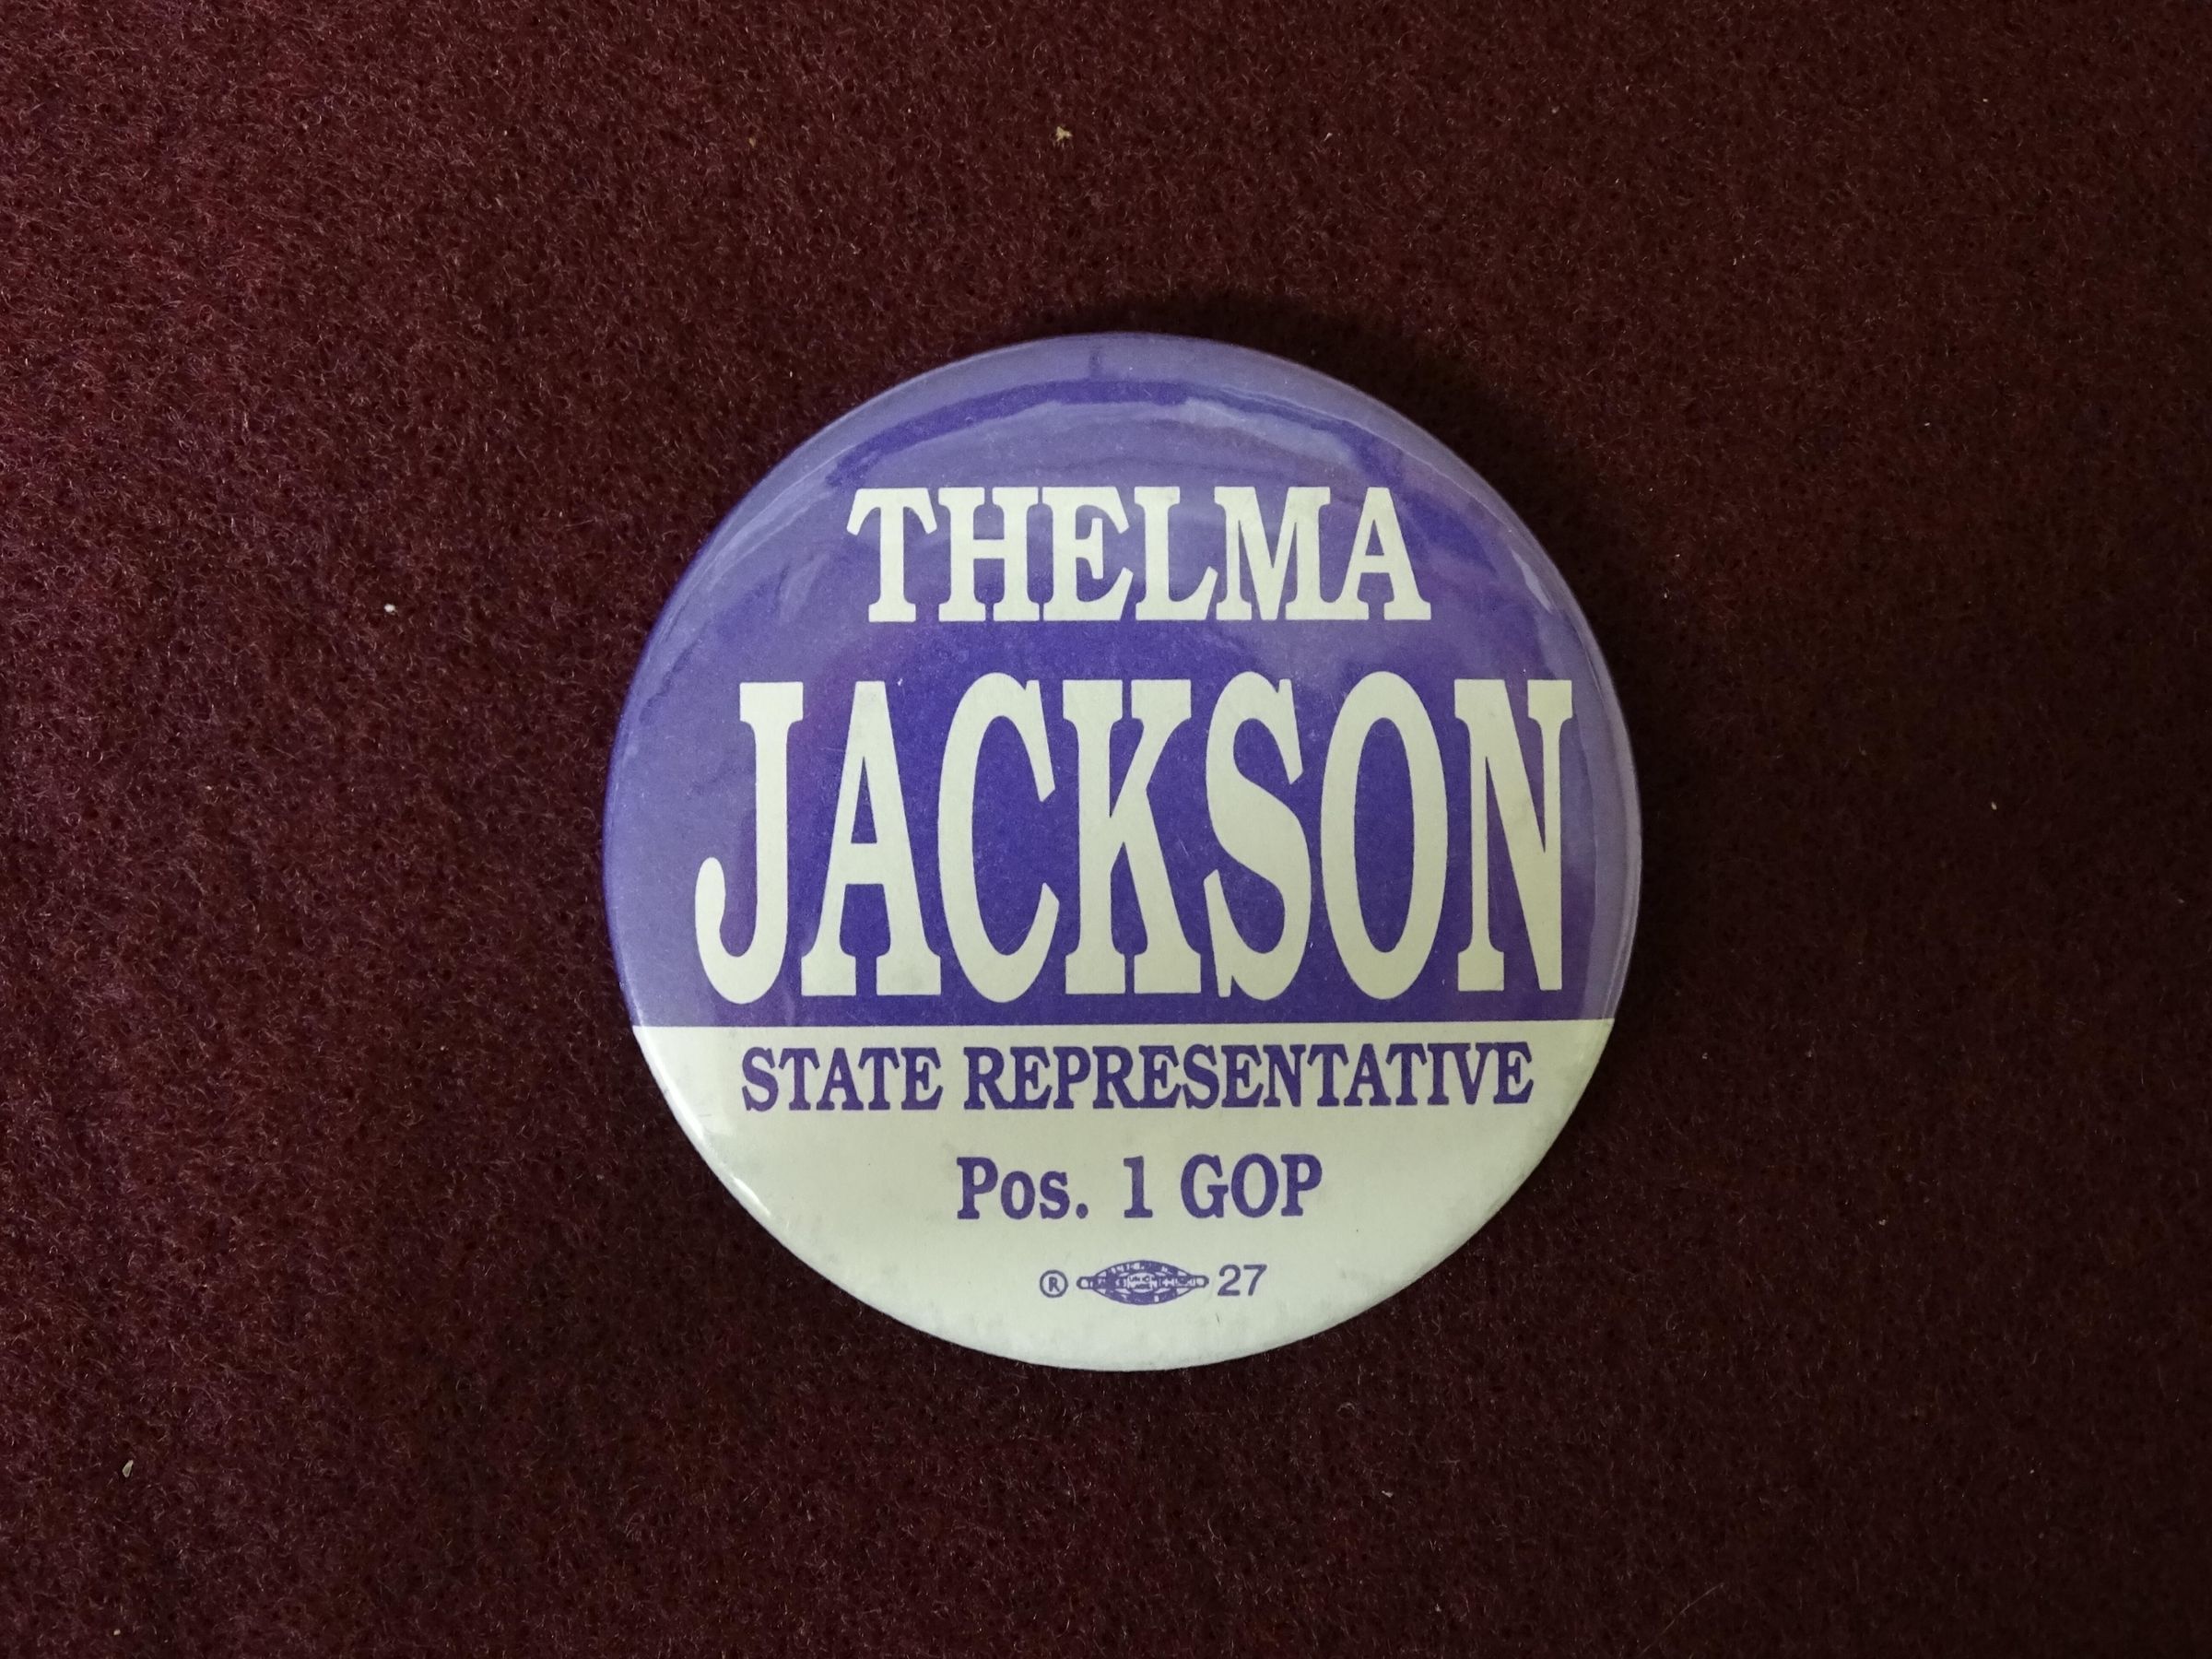 THELMA
JACKSON
STATE REPRESENTATIVE
Pos. 1 GOP
® 27